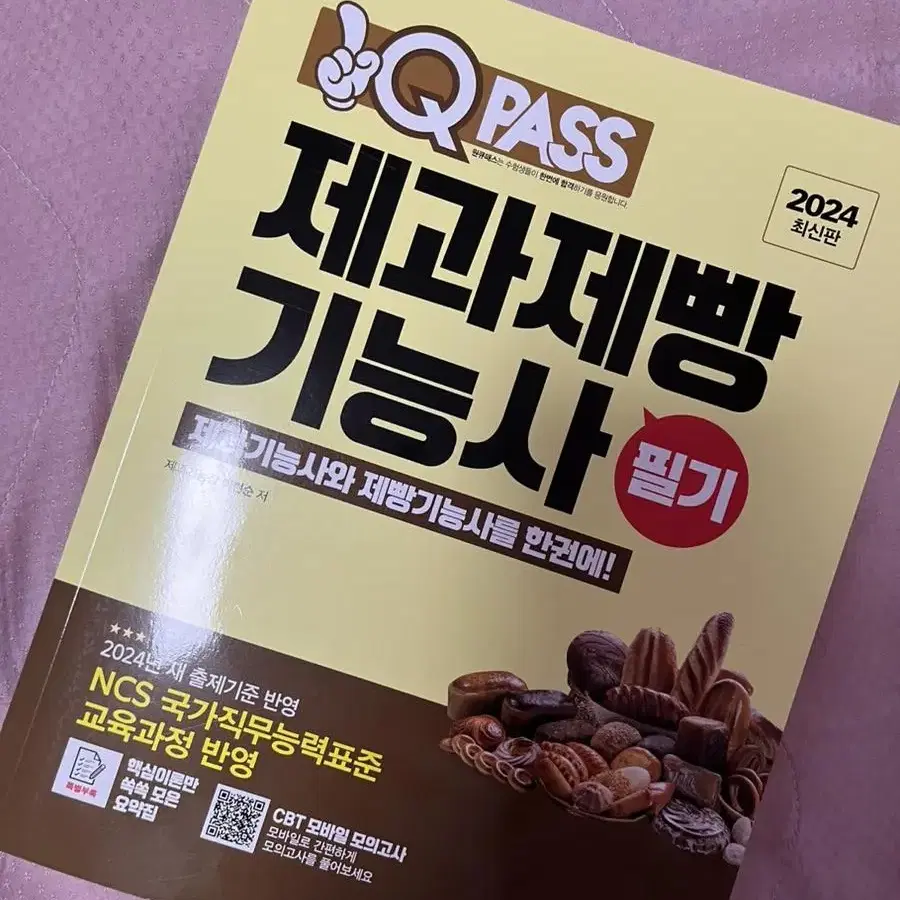 Q PASS
원큐패스는 수험생들이 한번에 합격하기를 응원합니다
2024
최신판
제과제빵
기능사
필기
제과기능사와 제빵기능사를 한권에!
저
★★★
2024년 새 출제기준 반영
NCS 국가직무능력표준
교육과정 반영
특별부록
핵심이론만
쏙쏙 모은
요약집
CBT 모바일 모의고사
모바일로 간편하게
모의고사를 풀어보세요